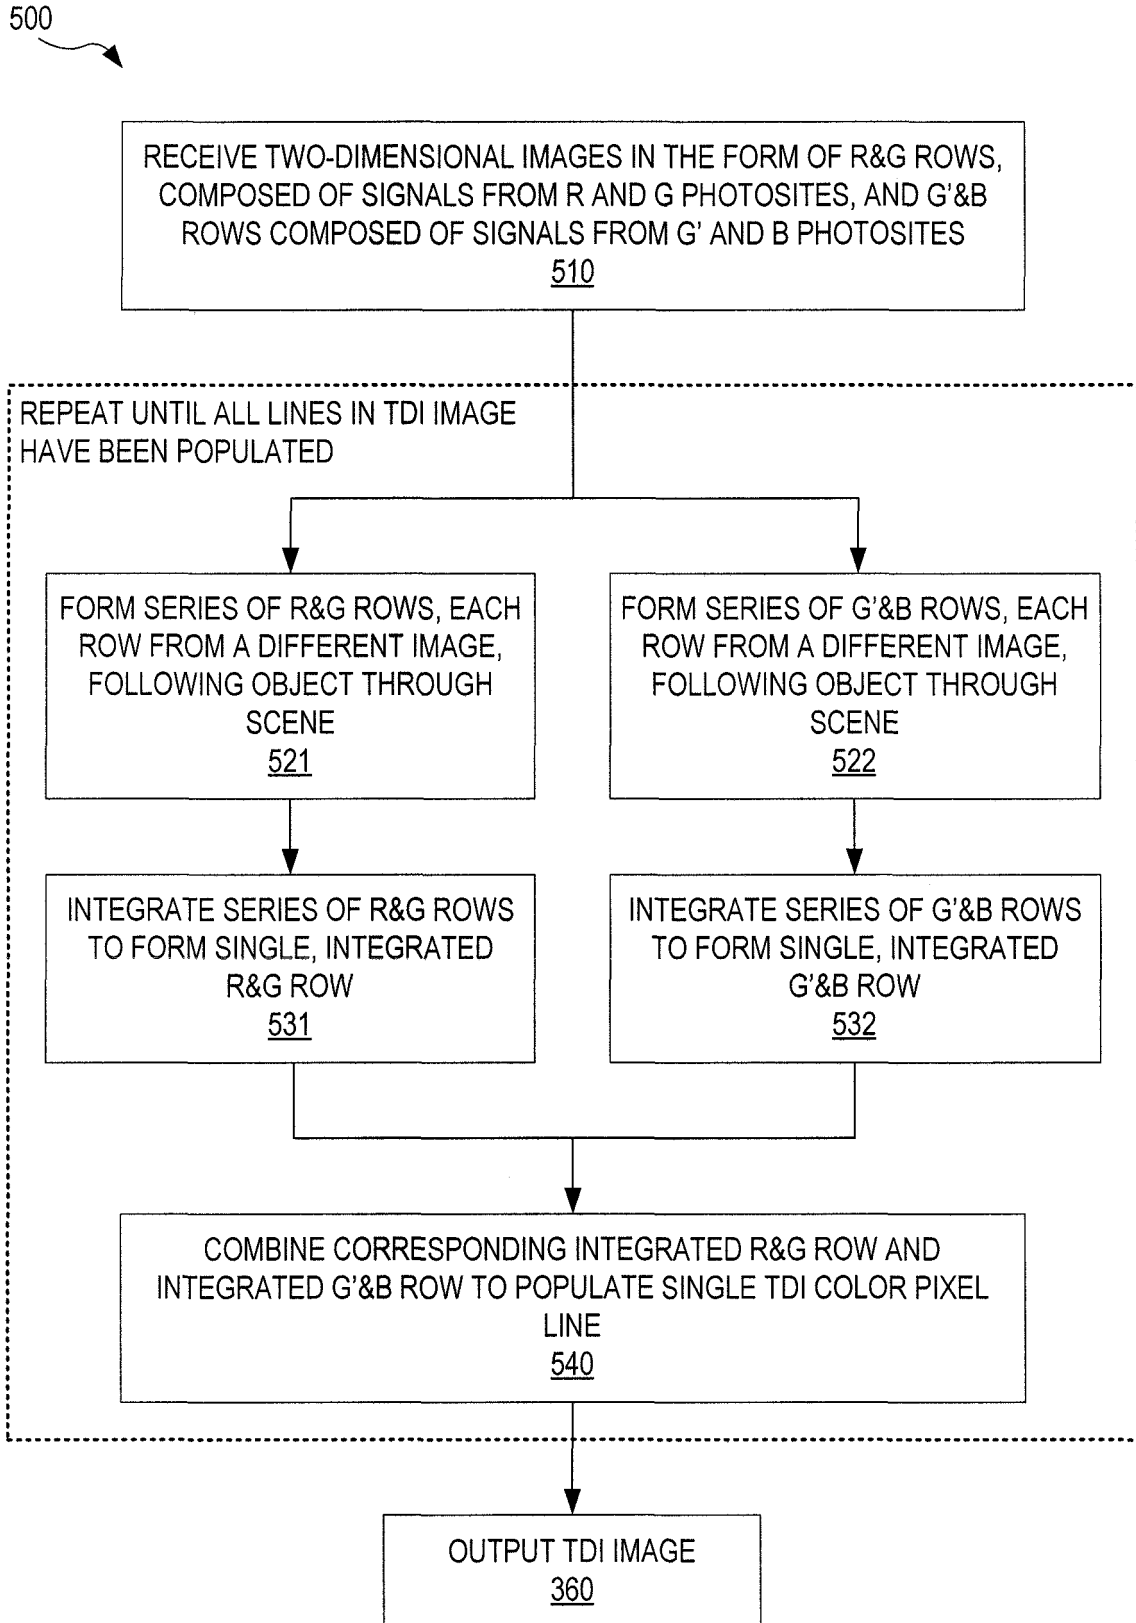 500
RECEIVE TWO-DIMENSIONAL IMAGES IN THE FORM OF R&G ROWS,
COMPOSED OF SIGNALS FROM R AND G PHOTOSITES, AND G'&B
ROWS COMPOSED OF SIGNALS FROM G' AND B PHOTOSITES
510
REPEAT UNTIL ALL LINES IN TDI IMAGE
HAVE BEEN POPULATED
FORM SERIES OF R&G ROWS, EACH
ROW FROM A DIFFERENT IMAGE,
FOLLOWING OBJECT THROUGH
SCENE
521
FORM SERIES OF G'&B ROWS, EACH
ROW FROM A DIFFERENT IMAGE,
FOLLOWING OBJECT THROUGH
SCENE
522
INTEGRATE SERIES OF R&G ROWS
TO FORM SINGLE, INTEGRATED
R&G ROW
531
INTEGRATE SERIES OF G'&B ROWS
TO FORM SINGLE, INTEGRATED
G'&B ROW
532
COMBINE CORRESPONDING INTEGRATED R&G ROW AND
INTEGRATED G'&B ROW TO POPULATE SINGLE TDI COLOR PIXEL
LINE
540
OUTPUT TDI IMAGE
360